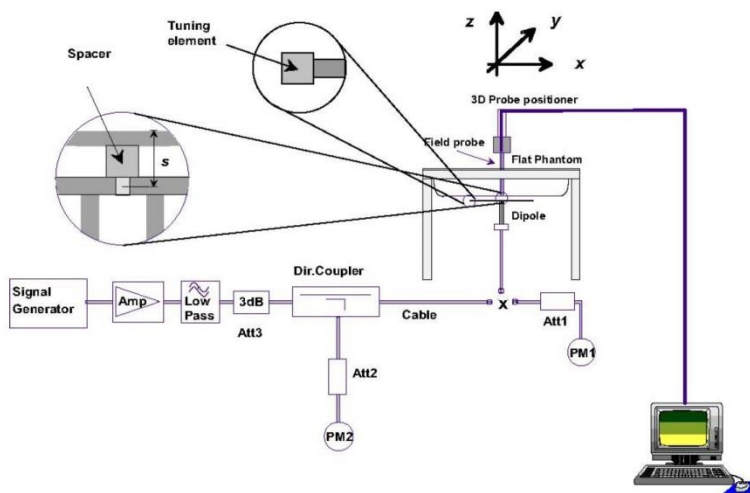 Tuning
element
Spacer
s
z
y
x
3D Probe positioner
Field probe
Flat Phantom
Dipole
Signal
Generator
Amp
Low
Pass
3dB
Att3
Dir.Coupler
Cable
x
Att1
PM1
Att2
PM2